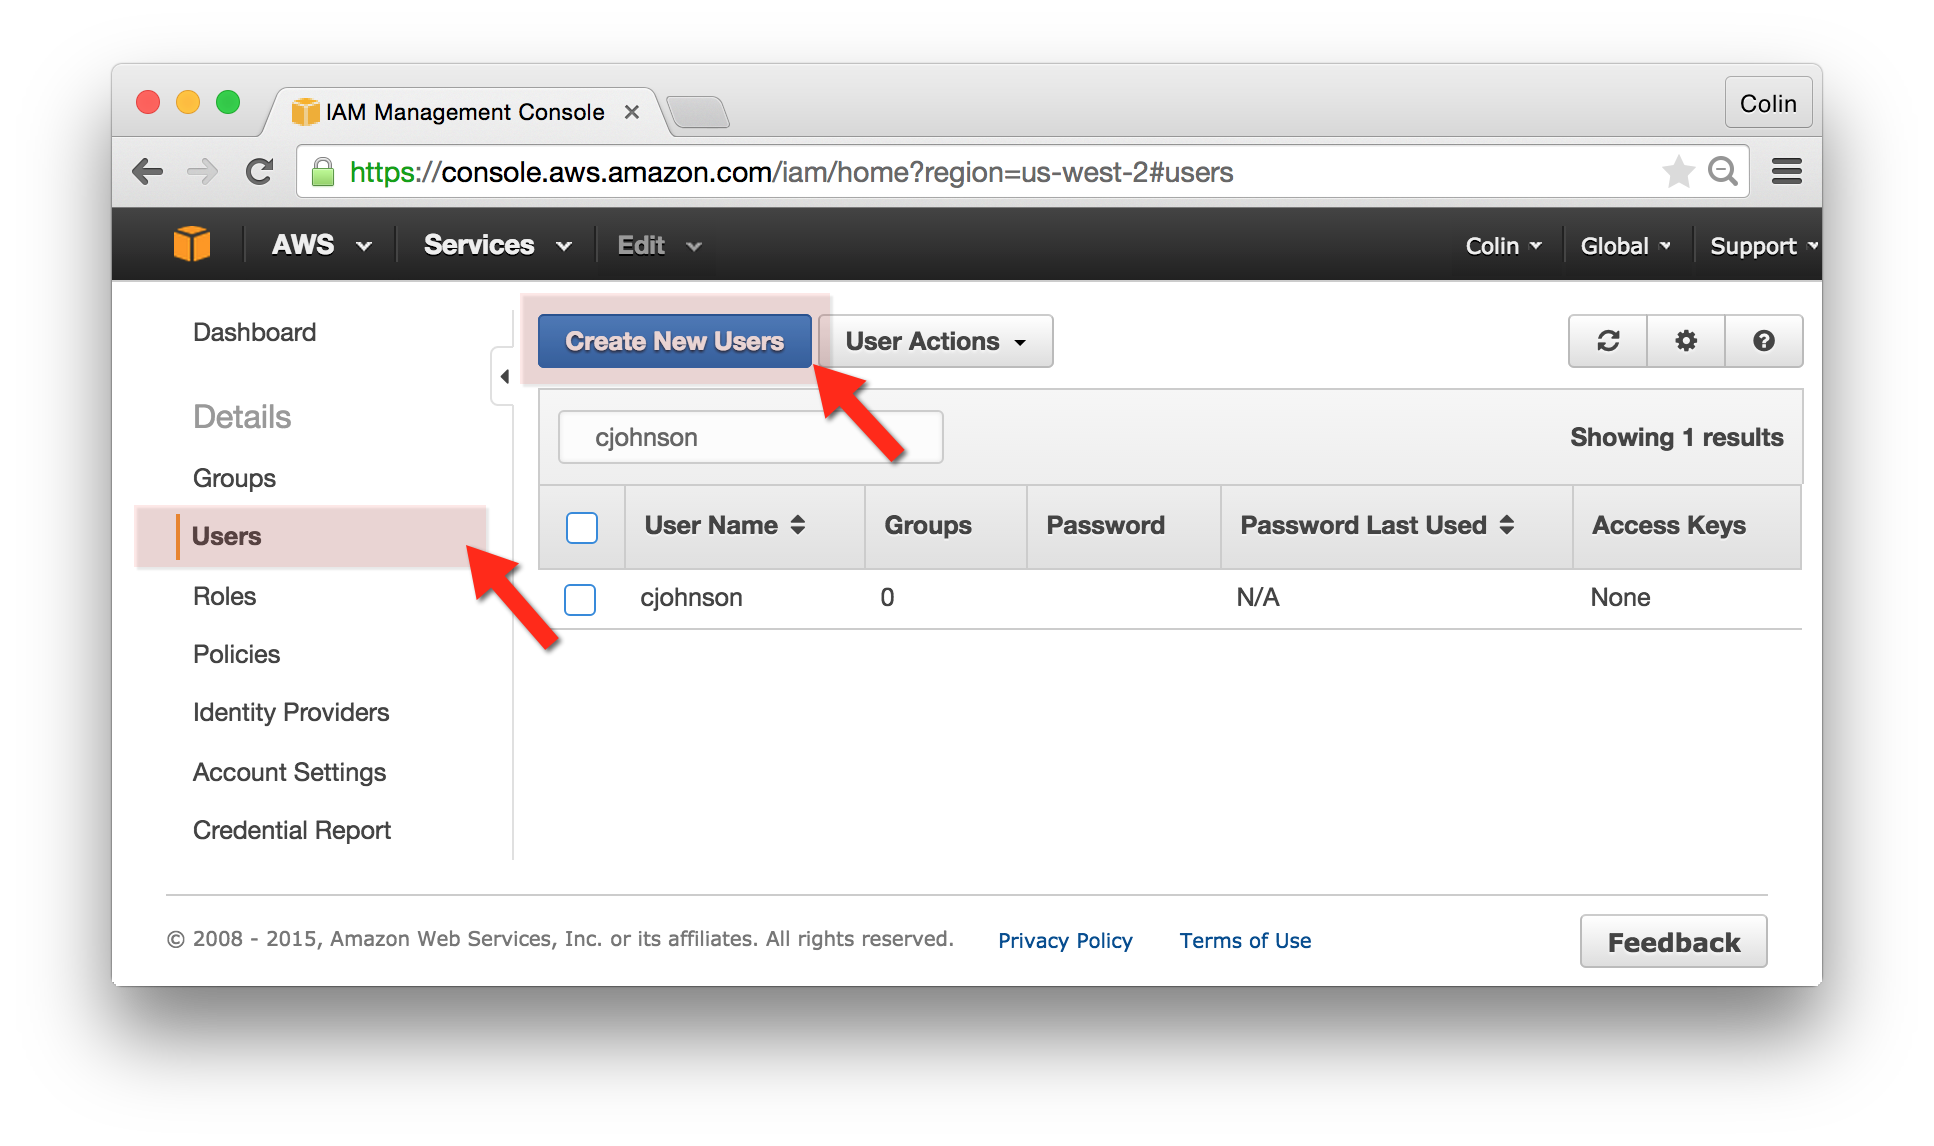 IAM Management Console
Colin
https://console.aws.amazon.com/iam/home?region=us-west-2#users
AWS Services Edit Colin Global Support
Dashboard
Details
Groups
Users
Roles
Policies
Identity Providers
Account Settings
Credential Report
Create New Users User Actions
cjohnson Showing 1 results
User Name Groups Password Password Last Used Access Keys
cjohnson 0 N/A None
© 2008 - 2015, Amazon Web Services, Inc. or its affiliates. All rights reserved. Privacy Policy Terms of Use Feedback